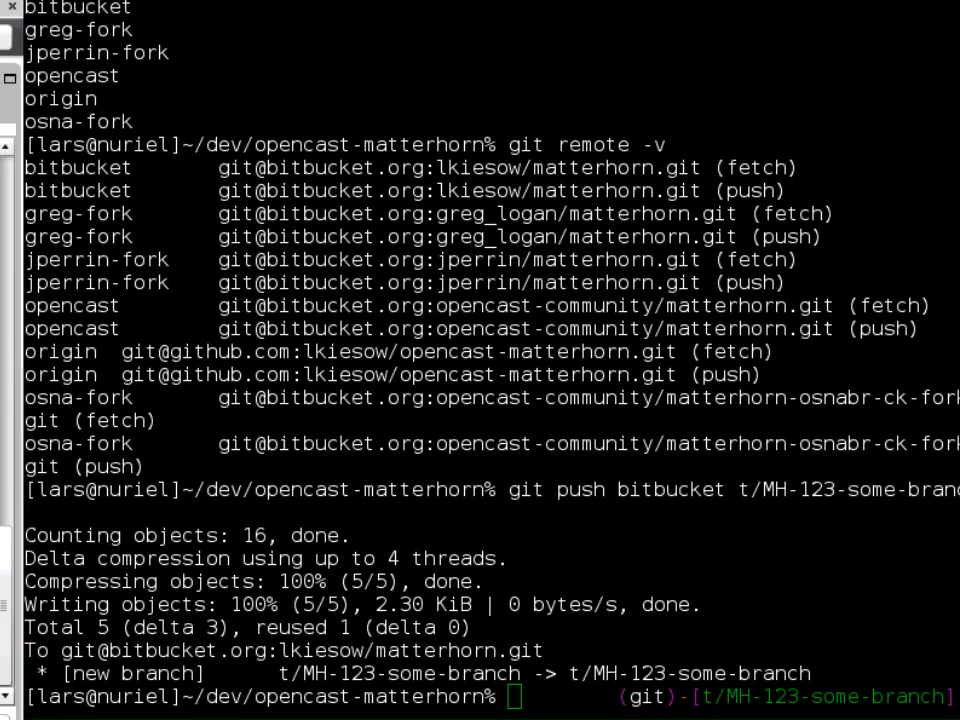 bitbucket
greg-fork
jperrin-fork
opencast
origin
osna-fork
[lars@nuriel]~/dev/opencast-matterhorn% git remote -v
bitbucket git@bitbucket.org:lkiesow/matterhorn.git (fetch)
bitbucket git@bitbucket.org:lkiesow/matterhorn.git (push)
greg-fork git@bitbucket.org:greg_logan/matterhorn.git (fetch)
greg-fork git@bitbucket.org:greg_logan/matterhorn.git (push)
jperrin-fork git@bitbucket.org:jperrin/matterhorn.git (fetch)
jperrin-fork git@bitbucket.org:jperrin/matterhorn.git (push)
opencast git@bitbucket.org:opencast-community/matterhorn.git (fetch)
opencast git@bitbucket.org:opencast-community/matterhorn.git (push)
origin git@github.com:lkiesow/opencast-matterhorn.git (fetch)
origin git@github.com:lkiesow/opencast-matterhorn.git (push)
osna-fork git@bitbucket.org:opencast-community/matterhorn-osnabr-ck-fork
git (fetch)
osna-fork git@bitbucket.org:opencast-community/matterhorn-osnabr-ck-fork
git (push)
[lars@nuriel]~/dev/opencast-matterhorn% git push bitbucket t/MH-123-some-branc
Counting objects: 16, done.
Delta compression using up to 4 threads.
Compressing objects: 100% (5/5), done.
Writing objects: 100% (5/5), 2.30 KiB | 0 bytes/s, done.
Total 5 (delta 3), reused 1 (delta 0)
To git@bitbucket.org:lkiesow/matterhorn.git
 * [new branch] t/MH-123-some-branch -> t/MH-123-some-branch
[lars@nuriel]~/dev/opencast-matterhorn% (git)-[t/MH-123-some-branch]